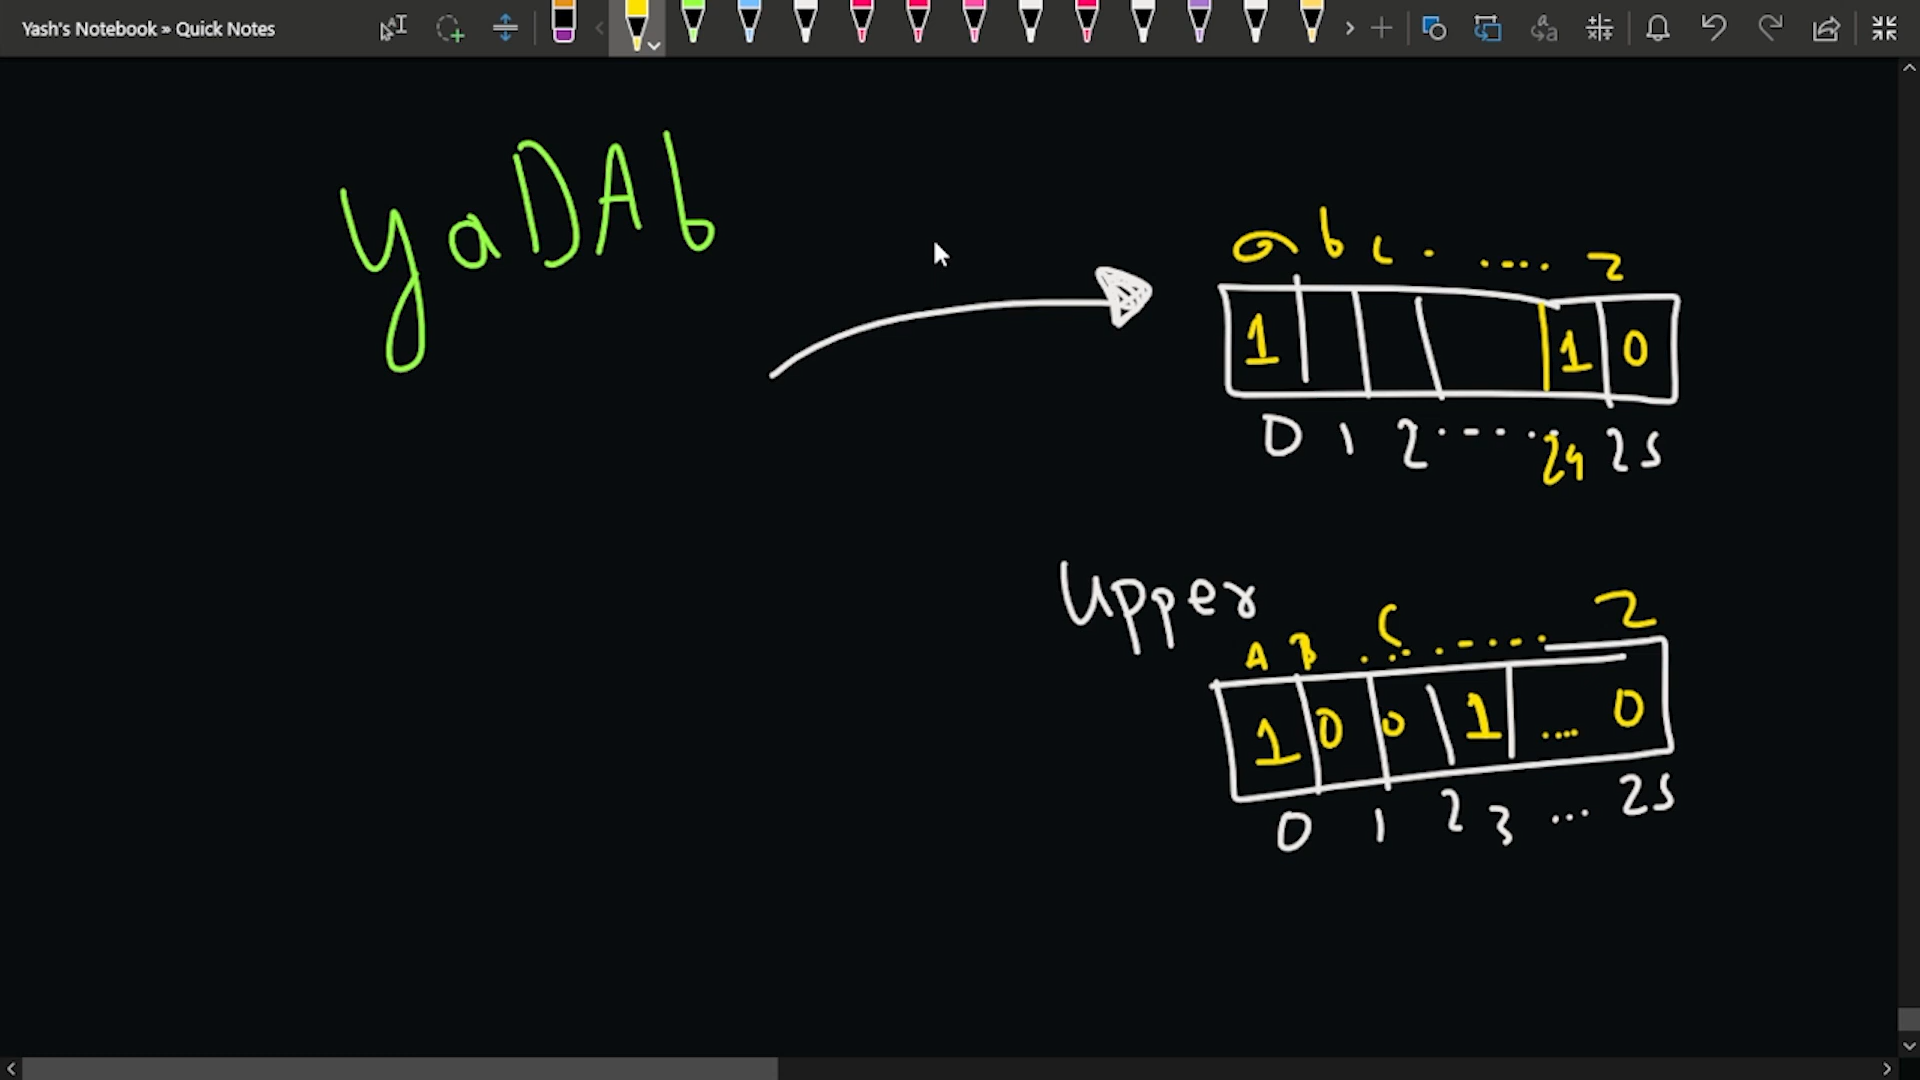 Yash's Notebook » Quick Notes
yaDAb
a b c . .... z
1 1 0
0 1 2 ..... 24 25
Upper
A B . C ...... Z
1 0 0 1 .... 0
0 1 2 3 ... 25